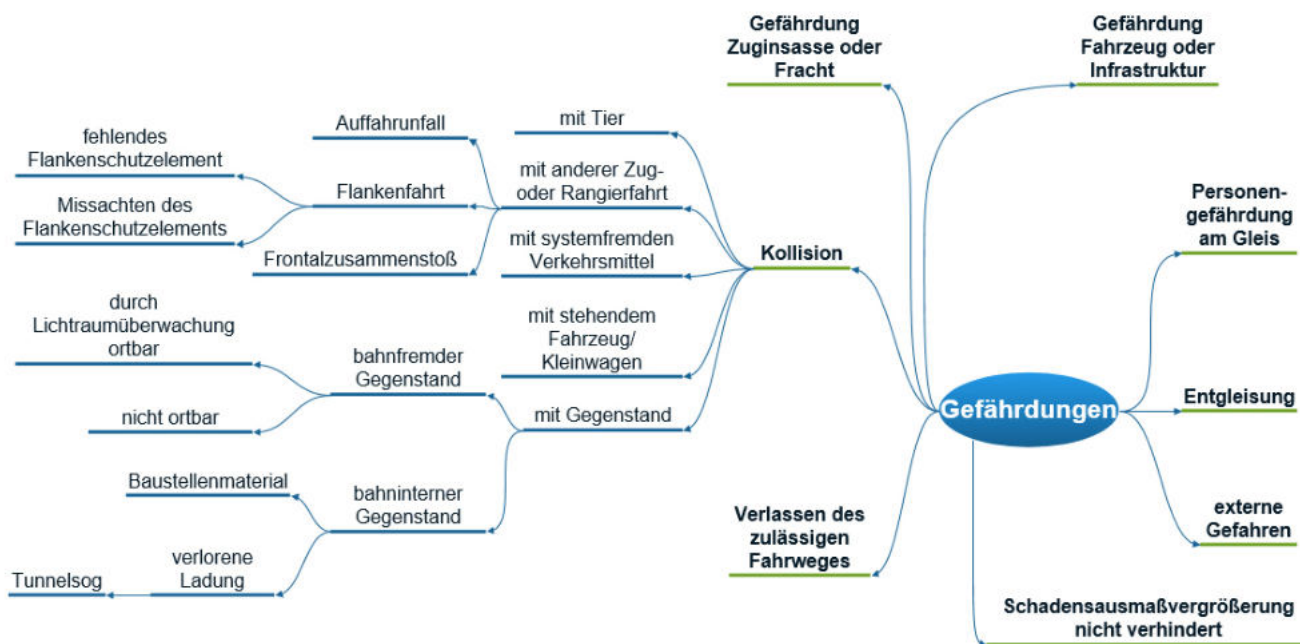 Gefährdung
Zuginsasse oder
Fracht
Gefährdung
Fahrzeug oder
Infrastruktur
mit Tier
Auffahrunfall
fehlendes
Flankenschutzelement
mit anderer Zug-
oder Rangierfahrt
Flankenfahrt
Missachten des
Flankenschutzelements
Personen-
gefährdung
am Gleis
mit systemfremden
Verkehrsmittel
Kollision
Frontalzusammenstoß
durch
Lichtraumüberwachung
ortbar
mit stehendem
Fahrzeug/
Kleinwagen
bahnfremder
Gegenstand
nicht ortbar
mit Gegenstand
Gefährdungen
Entgleisung
Baustellenmaterial
bahninterner
Gegenstand
Verlassen des
zulässigen
Fahrweges
externe
Gefahren
verlorene
Ladung
Tunnelsog
Schadensausmaßvergrößerung
nicht verhindert